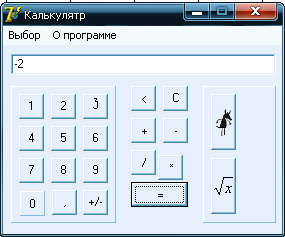 Калькулятр
Выбор О программе
-2
1 2 3 < C
4 5 6 + -
7 8 9 / *
0 , +/- = √x